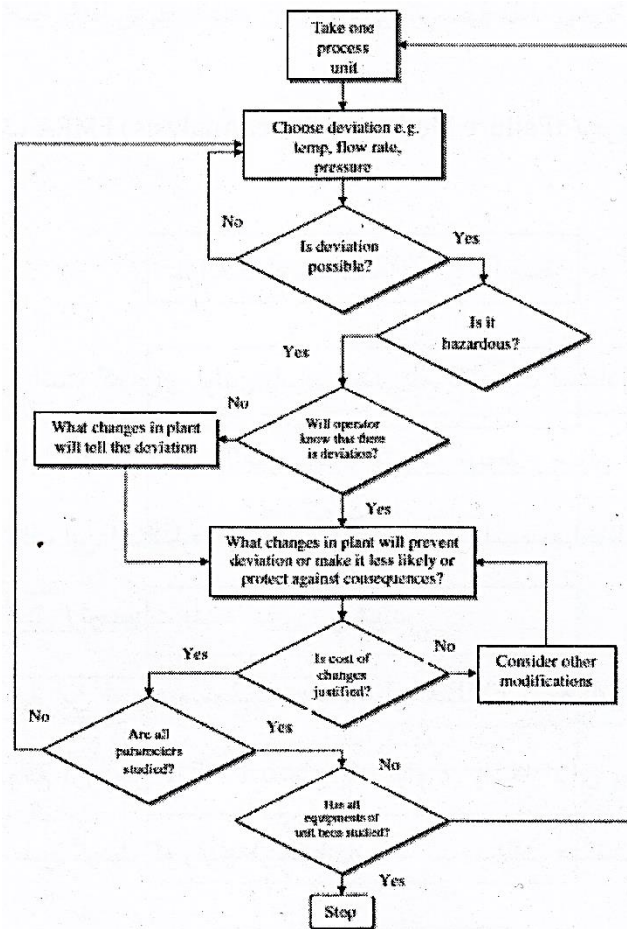 Take one
process
unit
Choose deviation e.g.
temp, flow rate,
pressure
No
Yes
Is deviation
possible?
Is it
hazardous?
Yes
No
What changes in plant
will tell the deviation
Will operator
know that there
is deviation?
Yes
What changes in plant will prevent
deviation or make it less likely or
protect against consequences?
Yes
No
Is cost of
changes
justified?
Consider other
modifications
No
Yes
Are all
parameters
studied?
No
Has all
equipments of
unit been studied?
Yes
Stop